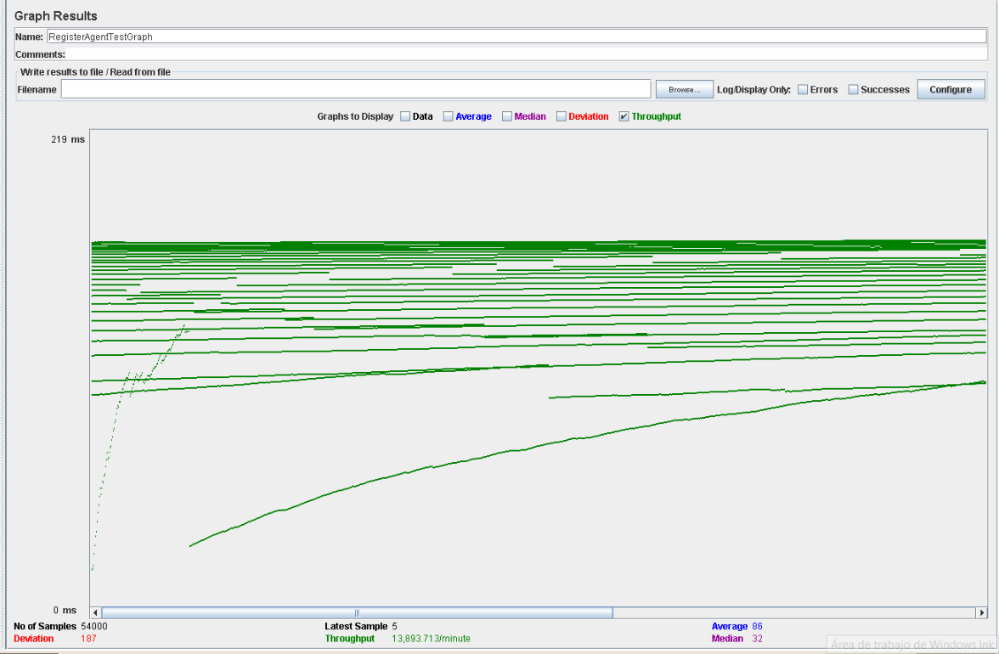 Graph Results
Name: RegisterAgentTestGraph
Comments:
Write results to file / Read from file
Filename Browse... Log/Display Only: Errors Successes Configure
Graphs to Display Data Average Median Deviation Throughput
219 ms
0 ms
No of Samples 54000 Latest Sample 5 Average 86
Deviation 187 Throughput 13,893.713/minute Median 32
Área de trabajo de Windows Ink